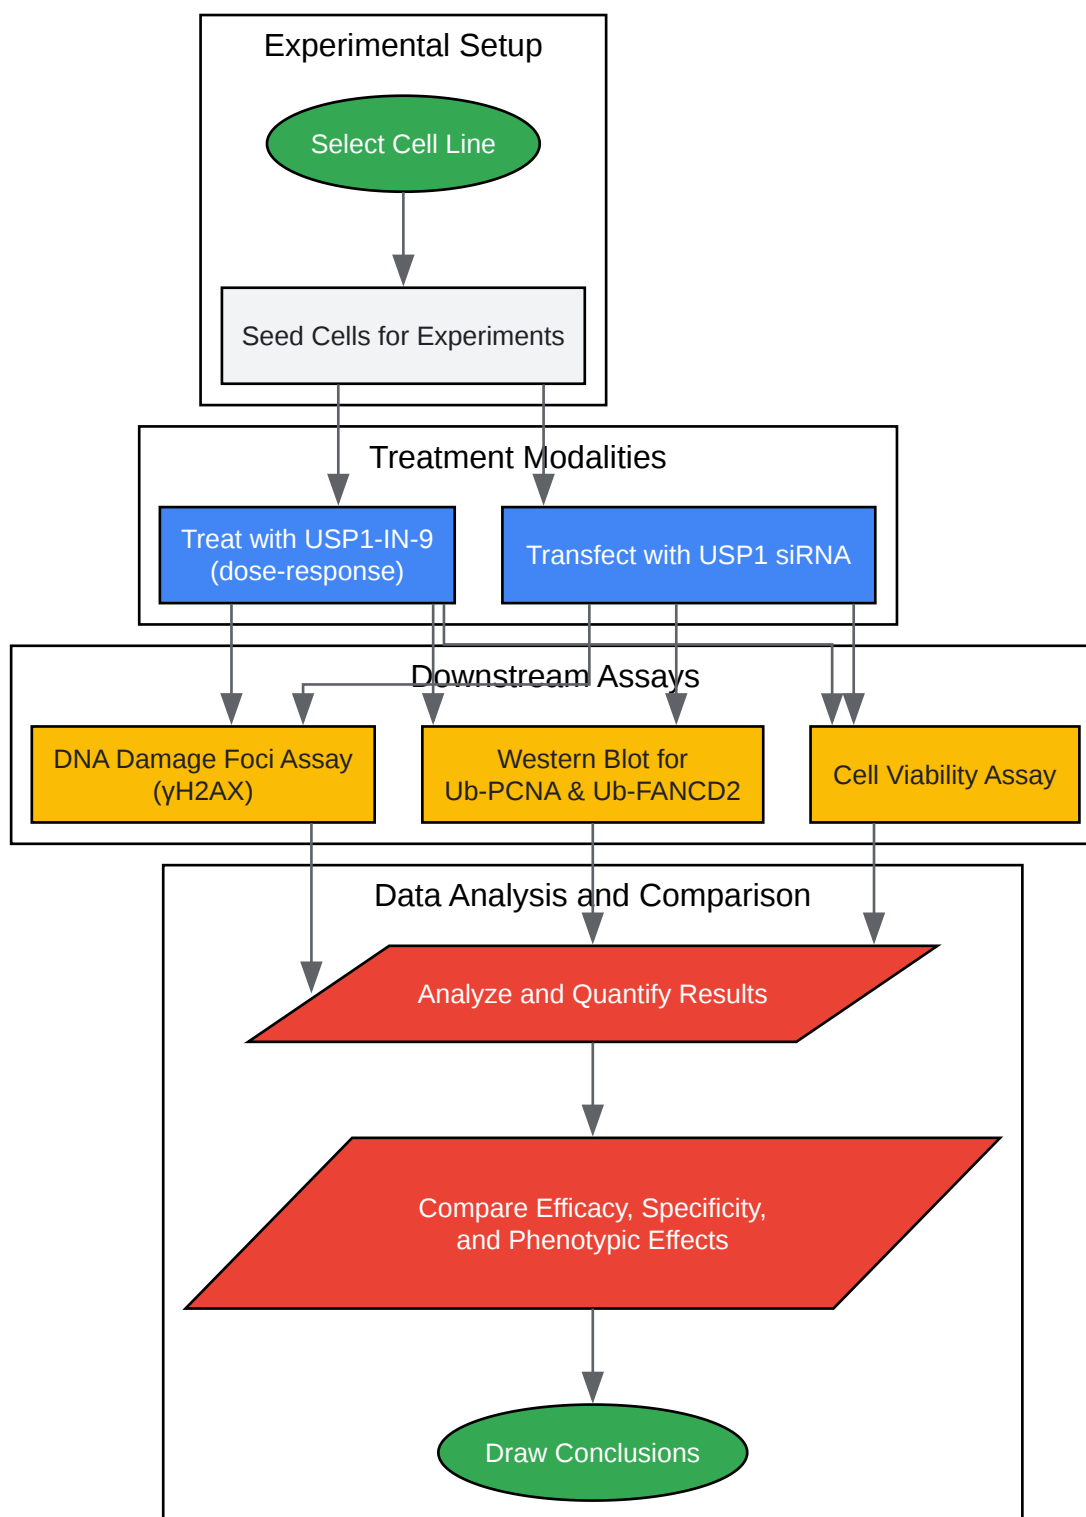 Experimental Setup
Select Cell Line
Seed Cells for Experiments
Treatment Modalities
Treat with USP1-IN-9
(dose-response)
Transfect with USP1 siRNA
Downstream Assays
DNA Damage Foci Assay
(γH2AX)
Western Blot for
Ub-PCNA & Ub-FANCD2
Cell Viability Assay
Data Analysis and Comparison
Analyze and Quantify Results
Compare Efficacy, Specificity,
and Phenotypic Effects
Draw Conclusions